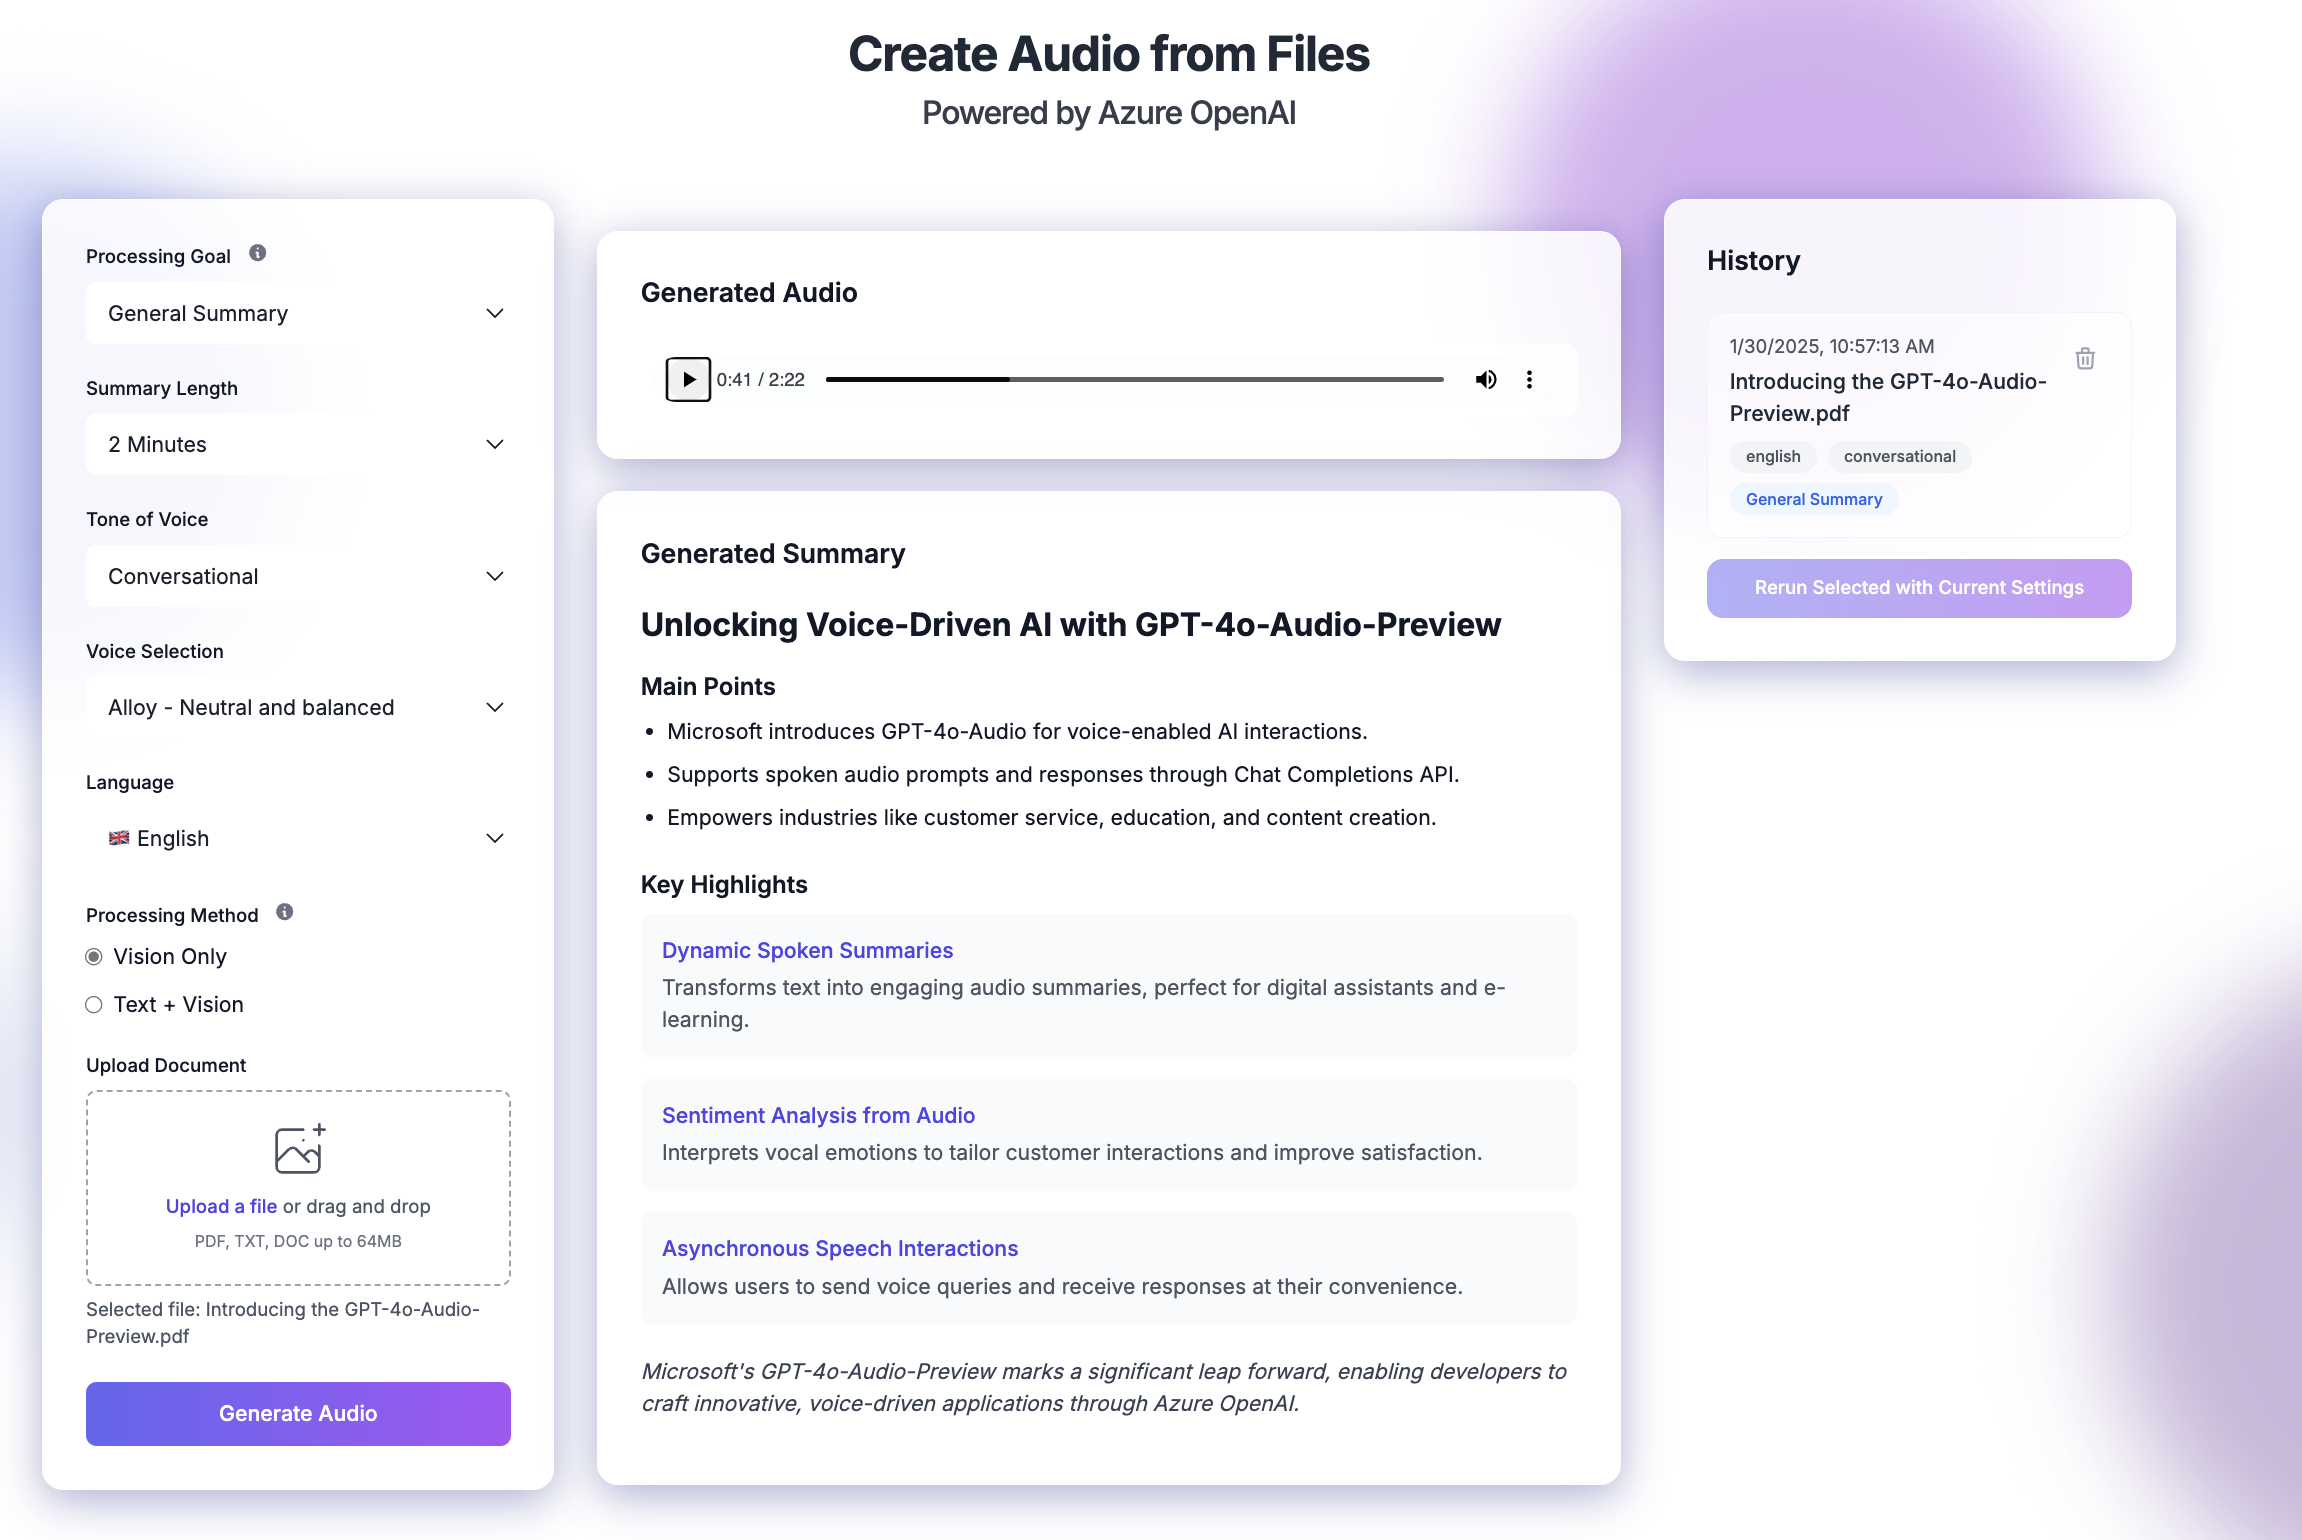 Create Audio from Files
Powered by Azure OpenAI
Processing Goal
General Summary
Summary Length
2 Minutes
Tone of Voice
Conversational
Voice Selection
Alloy - Neutral and balanced
Language
English
Processing Method
Vision Only
Text + Vision
Upload Document
Upload a file or drag and drop
PDF, TXT, DOC up to 64MB
Selected file: Introducing the GPT-4o-Audio-
Preview.pdf
Generate Audio
Generated Audio
0:41 / 2:22
Generated Summary
Unlocking Voice-Driven AI with GPT-4o-Audio-Preview
Main Points
• Microsoft introduces GPT-4o-Audio for voice-enabled AI interactions.
• Supports spoken audio prompts and responses through Chat Completions API.
• Empowers industries like customer service, education, and content creation.
Key Highlights
Dynamic Spoken Summaries
Transforms text into engaging audio summaries, perfect for digital assistants and e-
learning.
Sentiment Analysis from Audio
Interprets vocal emotions to tailor customer interactions and improve satisfaction.
Asynchronous Speech Interactions
Allows users to send voice queries and receive responses at their convenience.
Microsoft's GPT-4o-Audio-Preview marks a significant leap forward, enabling developers to
craft innovative, voice-driven applications through Azure OpenAI.
History
1/30/2025, 10:57:13 AM
Introducing the GPT-4o-Audio-
Preview.pdf
english conversational
General Summary
Rerun Selected with Current Settings